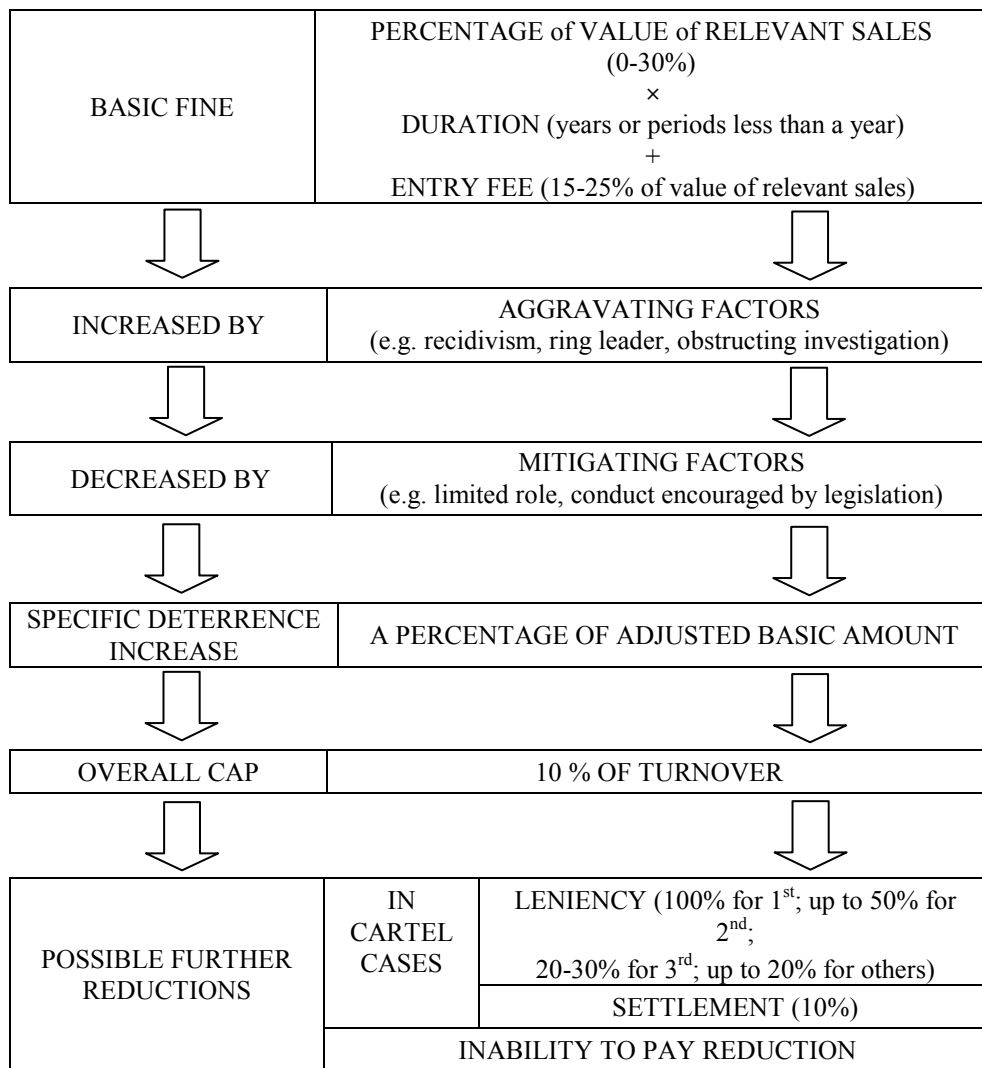 BASIC FINE
PERCENTAGE of VALUE of RELEVANT SALES
(0-30%)
×
DURATION (years or periods less than a year)
+
ENTRY FEE (15-25% of value of relevant sales)
INCREASED BY
AGGRAVATING FACTORS
(e.g. recidivism, ring leader, obstructing investigation)
DECREASED BY
MITIGATING FACTORS
(e.g. limited role, conduct encouraged by legislation)
SPECIFIC DETERRENCE
INCREASE
A PERCENTAGE OF ADJUSTED BASIC AMOUNT
OVERALL CAP
10 % OF TURNOVER
POSSIBLE FURTHER
REDUCTIONS
IN
CARTEL
CASES
LENIENCY (100% for 1st; up to 50% for
2nd;
20-30% for 3rd; up to 20% for others)
SETTLEMENT (10%)
INABILITY TO PAY REDUCTION